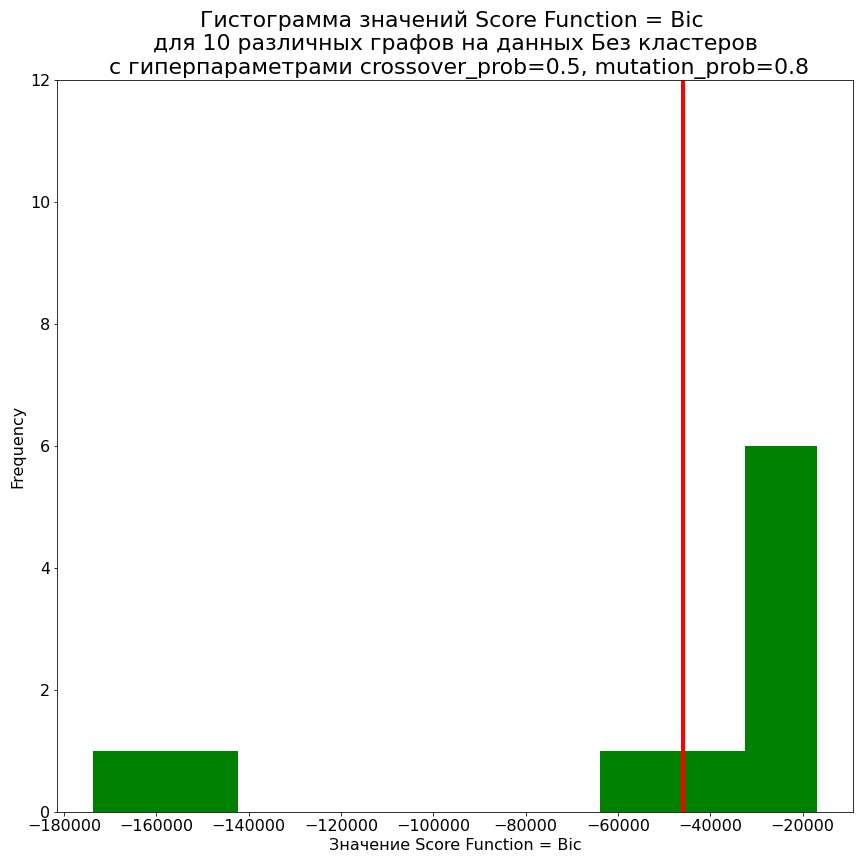 Гистограмма значений Score Function = Bic
для 10 различных графов на данных Без кластеров
с гиперпараметрами crossover_prob=0.5, mutation_prob=0.8
12
10
8
6
4
2
0
Frequency
−180000 −160000 −140000 −120000 −100000 −80000 −60000 −40000 −20000
Значение Score Function = Bic